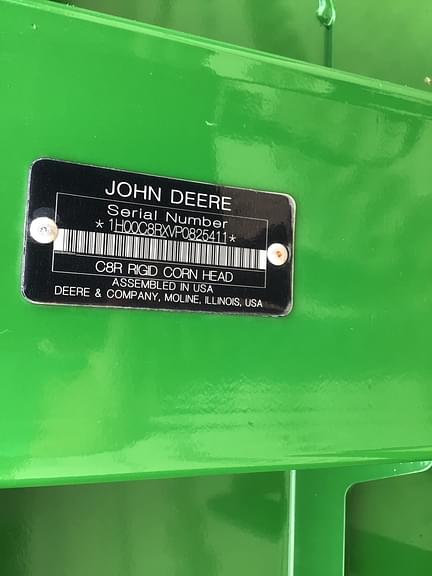 JOHN DEERE
Serial Number
*1H00C8RXVP0825411*
C8R RIGID CORN HEAD
ASSEMBLED IN USA
DEERE & COMPANY, MOLINE, ILLINOIS, USA